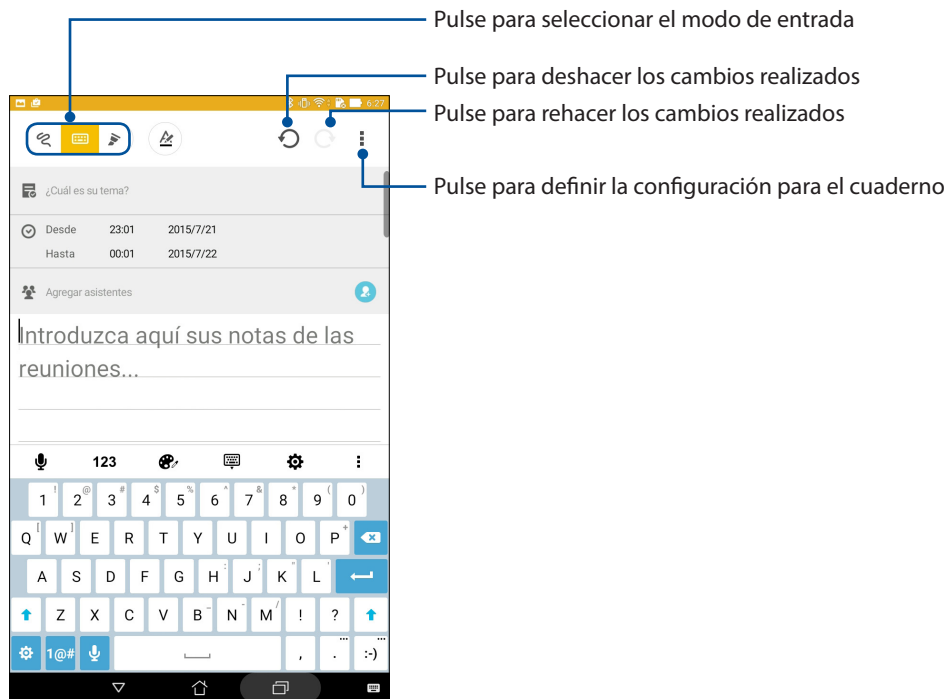 Pulse para seleccionar el modo de entrada
Pulse para deshacer los cambios realizados
Pulse para rehacer los cambios realizados
Pulse para definir la configuración para el cuaderno
6:27
¿Cuál es su tema?
Desde 23:01 2015/7/21
Hasta 00:01 2015/7/22
Agregar asistentes
Introduzca aquí sus notas de las
reuniones...
123
1 ! 2 @ 3 # 4 $ 5 % 6 ^ 7 & 8 * 9 ( 0 )
Q [ W ] E R T Y U I O P +
A S D F G H : J ; K " L '
Z X C V B _ N - M / ! ?
1@# , . ... :-) ...